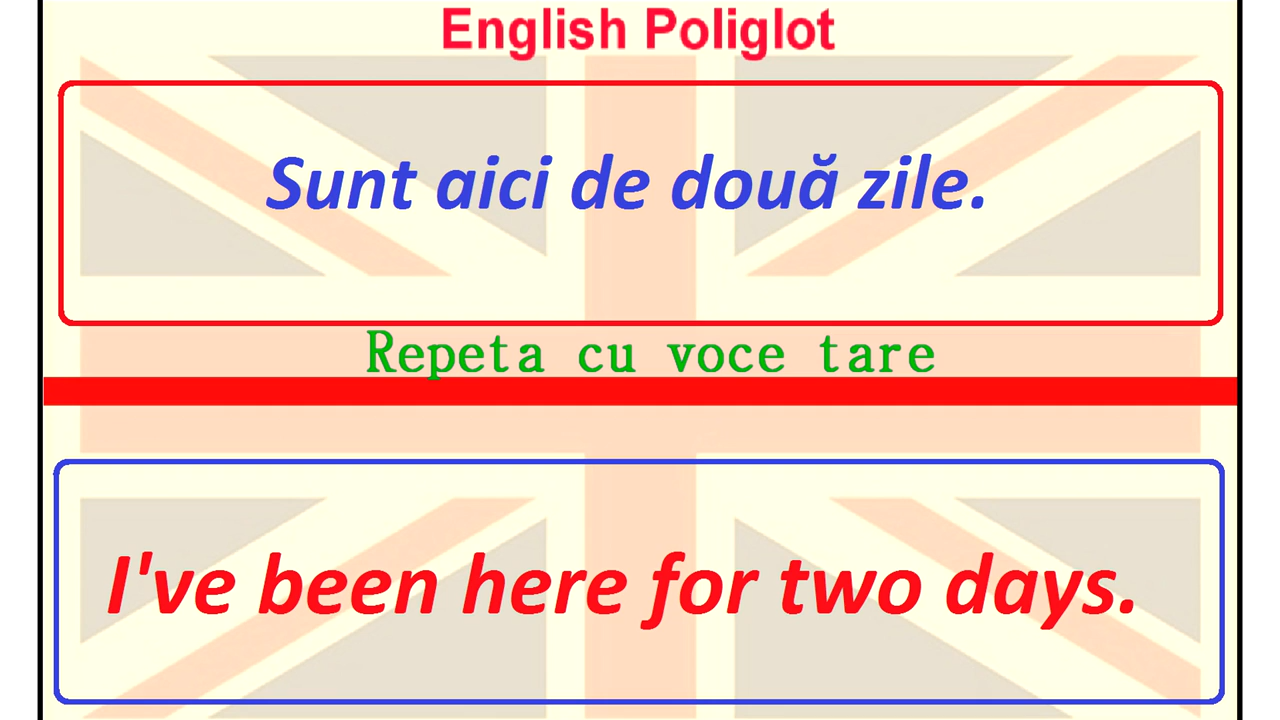 English Poliglot
Sunt aici de două zile.
Repeta cu voce tare
I've been here for two days.